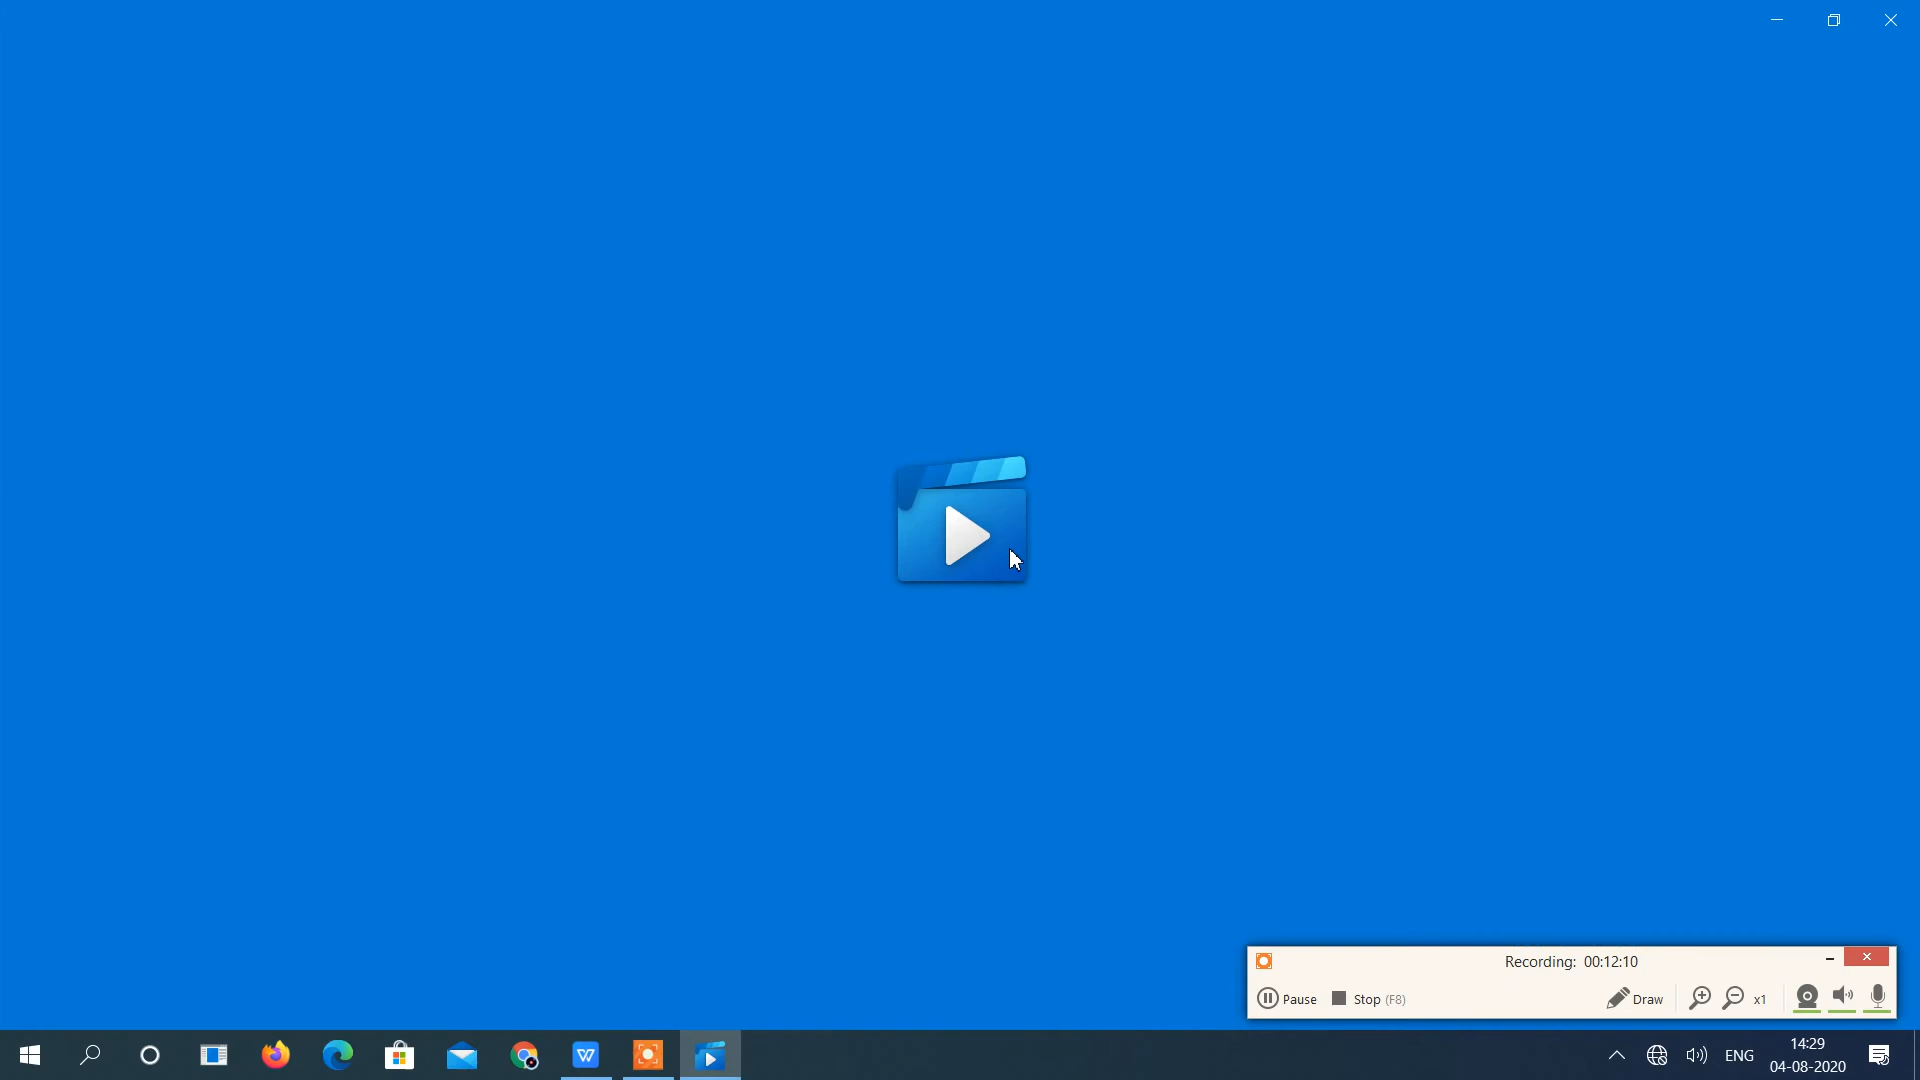 Recording: 00:12:10
Pause Stop (F8) Draw x1
ENG
14:29
04-08-2020